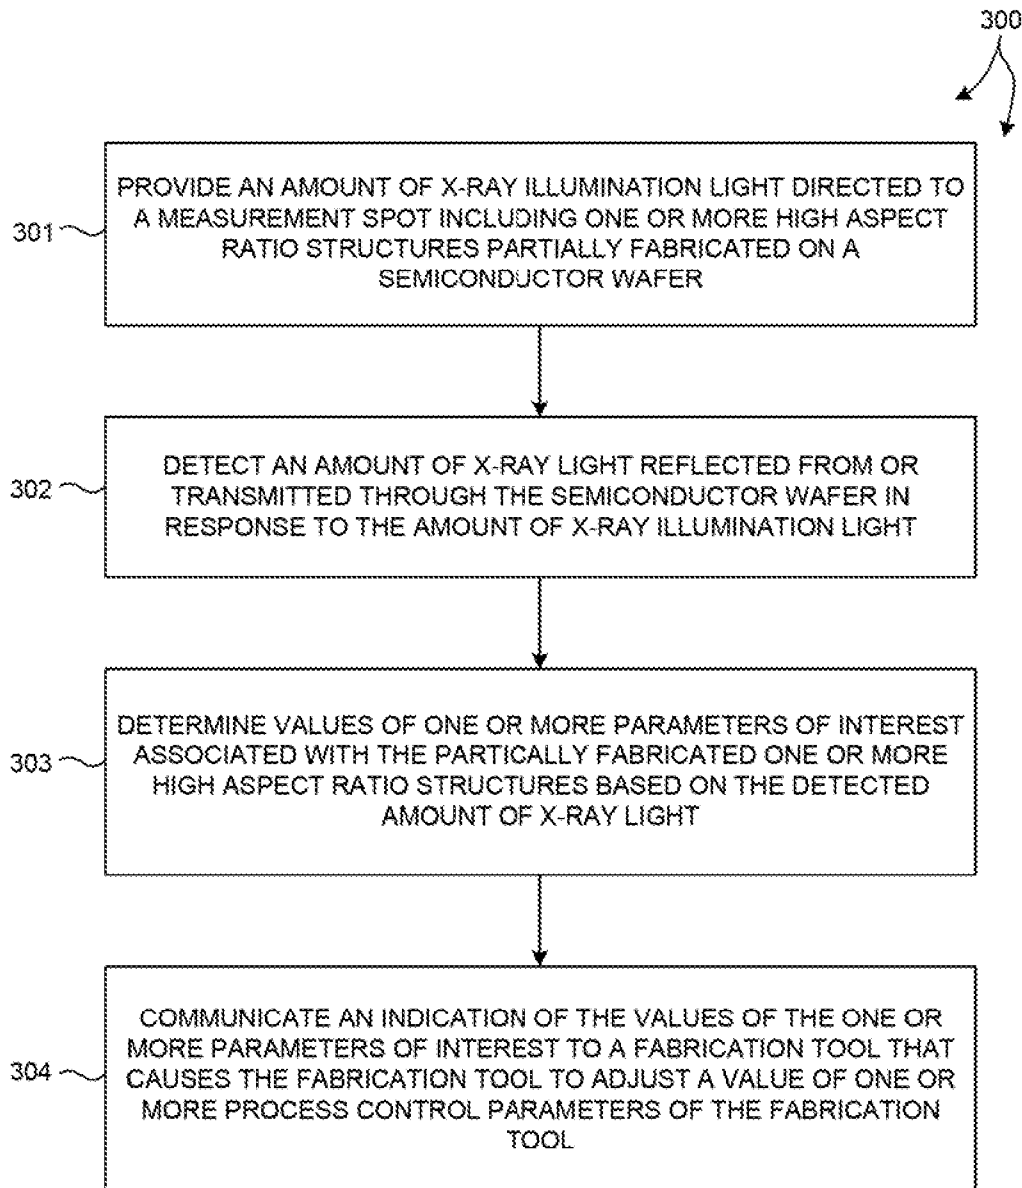 300
301
PROVIDE AN AMOUNT OF X-RAY ILLUMINATION LIGHT DIRECTED TO
A MEASUREMENT SPOT INCLUDING ONE OR MORE HIGH ASPECT
RATIO STRUCTURES PARTIALLY FABRICATED ON A
SEMICONDUCTOR WAFER
302
DETECT AN AMOUNT OF X-RAY LIGHT REFLECTED FROM OR
TRANSMITTED THROUGH THE SEMICONDUCTOR WAFER IN
RESPONSE TO THE AMOUNT OF X-RAY ILLUMINATION LIGHT
303
DETERMINE VALUES OF ONE OR MORE PARAMETERS OF INTEREST
ASSOCIATED WITH THE PARTICALLY FABRICATED ONE OR MORE
HIGH ASPECT RATIO STRUCTURES BASED ON THE DETECTED
AMOUNT OF X-RAY LIGHT
304
COMMUNICATE AN INDICATION OF THE VALUES OF THE ONE OR
MORE PARAMETERS OF INTEREST TO A FABRICATION TOOL THAT
CAUSES THE FABRICATION TOOL TO ADJUST A VALUE OF ONE OR
MORE PROCESS CONTROL PARAMETERS OF THE FABRICATION
TOOL